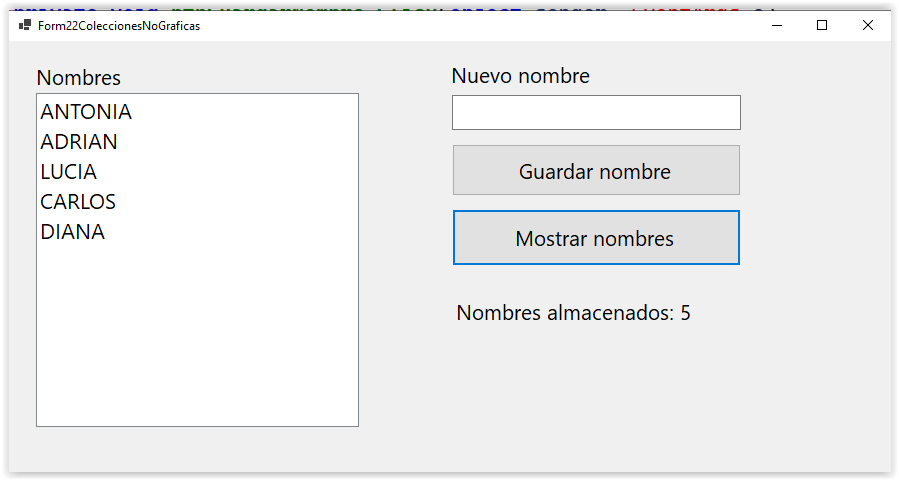 Form22ColeccionesNoGraficas
Nombres
ANTONIA
ADRIAN
LUCIA
CARLOS
DIANA
Nuevo nombre
Guardar nombre
Mostrar nombres
Nombres almacenados: 5